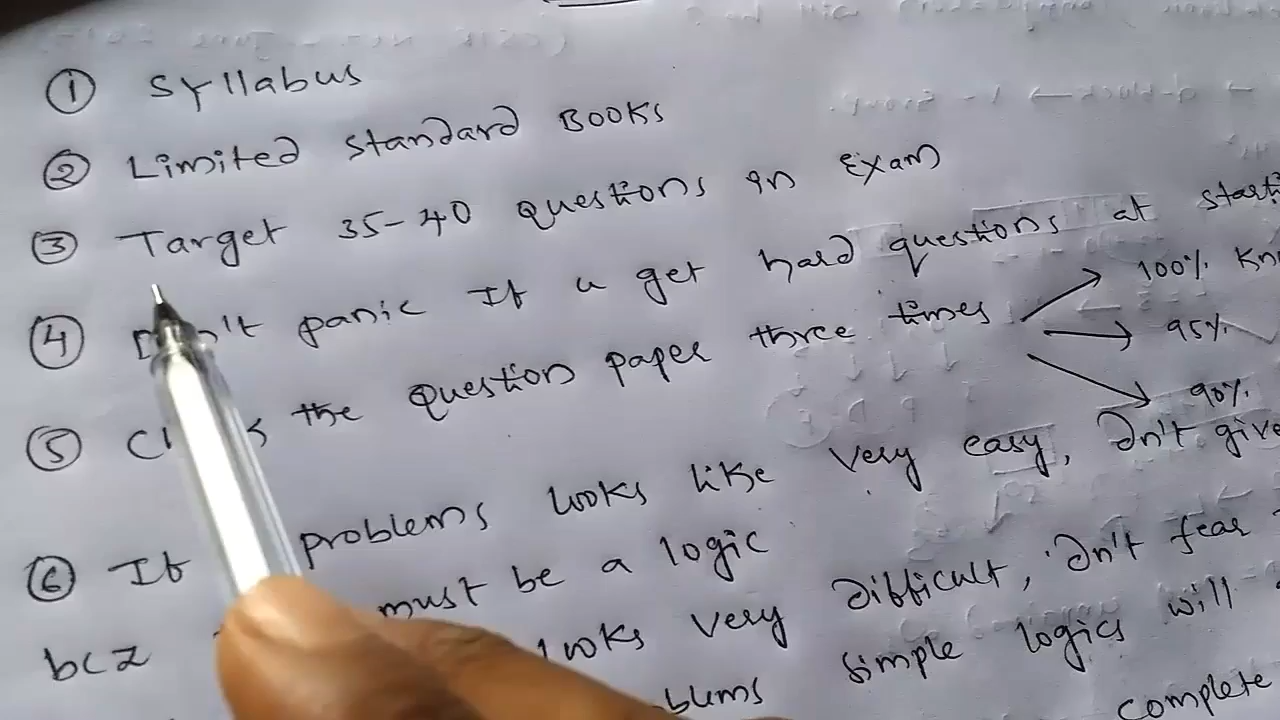 ① Syllabus
② Limited standard Books
③ Target 35-40 questions in Exam
④ panic If u get hard questions at
⑤ the question paper three times
100%
95%
90%
⑥ If problems looks like very easy, don't give
bcz must be a logic
looks very difficult, don't fear
simple logics will
complete